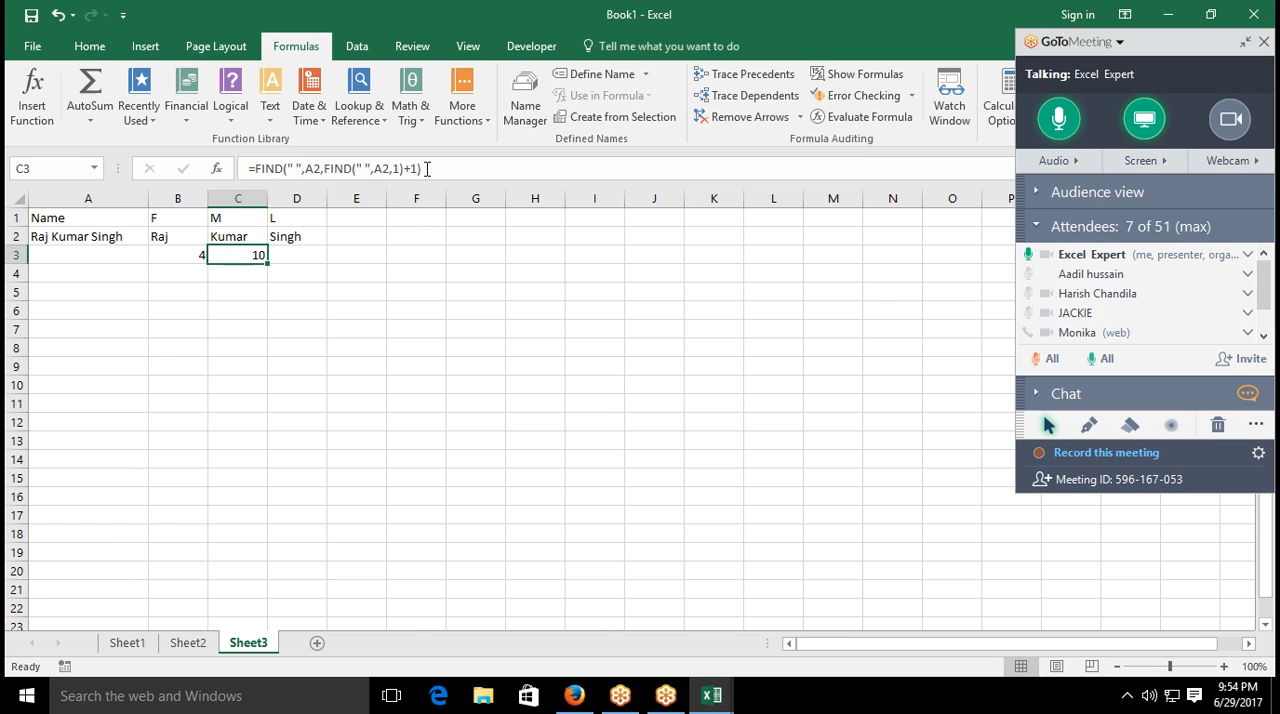 Book1 - Excel
Sign in
File Home Insert Page Layout Formulas Data Review View Developer Tell me what you want to do
Insert Function
AutoSum
Recently Used
Financial
Logical
Text
Date & Time
Lookup & Reference
Math & Trig
More Functions
Function Library
Name Manager
Define Name
Use in Formula
Create from Selection
Defined Names
Trace Precedents
Trace Dependents
Remove Arrows
Show Formulas
Error Checking
Evaluate Formula
Formula Auditing
Watch Window
C3
fx
=FIND(" ",A2,FIND(" ",A2,1)+1)
A B C D E F G H I J K L M N O
1 Name F M L
2 Raj Kumar Singh Raj Kumar Singh
3 4 10
4
5
6
7
8
9
10
11
12
13
14
15
16
17
18
19
20
21
22
23
Sheet1 Sheet2 Sheet3
Ready
100%
GoToMeeting
Talking: Excel Expert
Audio Screen Webcam
Audience view
Attendees: 7 of 51 (max)
Excel Expert (me, presenter, orga...
Aadil hussain
Harish Chandila
JACKIE
Monika (web)
All All Invite
Chat
Record this meeting
Meeting ID: 596-167-053
Search the web and Windows
9:54 PM
6/29/2017